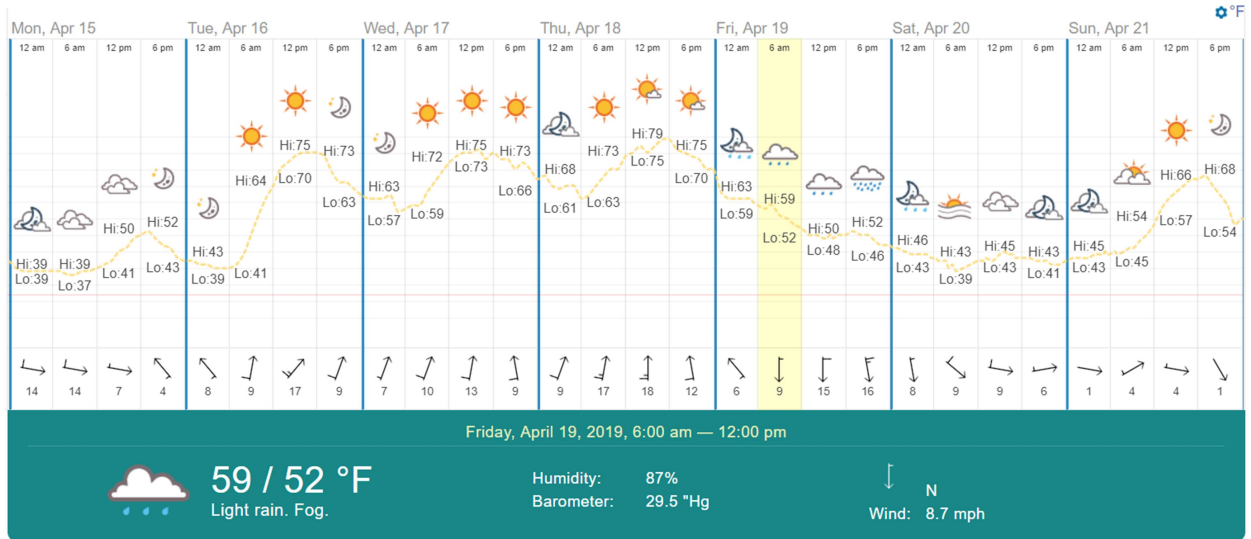 °F
Mon, Apr 15 Tue, Apr 16 Wed, Apr 17 Thu, Apr 18 Fri, Apr 19 Sat, Apr 20 Sun, Apr 21
12 am 6 am 12 pm 6 pm 12 am 6 am 12 pm 6 pm 12 am 6 am 12 pm 6 pm 12 am 6 am 12 pm 6 pm 12 am 6 am 12 pm 6 pm 12 am 6 am 12 pm 6 pm 12 am 6 am 12 pm 6 pm
Hi:39 Hi:39 Hi:50 Hi:52 Hi:43 Hi:64 Hi:75 Hi:73 Hi:63 Hi:72 Hi:75 Hi:73 Hi:68 Hi:73 Hi:79 Hi:75 Hi:63 Hi:59 Hi:50 Hi:52 Hi:46 Hi:43 Hi:45 Hi:43 Hi:45 Hi:54 Hi:66 Hi:68
Lo:39 Lo:37 Lo:41 Lo:43 Lo:39 Lo:41 Lo:70 Lo:63 Lo:57 Lo:59 Lo:73 Lo:66 Lo:61 Lo:63 Lo:75 Lo:70 Lo:59 Lo:52 Lo:48 Lo:46 Lo:43 Lo:39 Lo:43 Lo:41 Lo:43 Lo:45 Lo:57 Lo:54
14 14 7 4 8 9 17 9 7 10 13 9 9 17 18 12 6 9 15 16 8 9 9 6 1 4 4 1
Friday, April 19, 2019, 6:00 am — 12:00 pm
59 / 52 °F
Light rain. Fog.
Humidity: 87%
Barometer: 29.5 "Hg
N
Wind: 8.7 mph